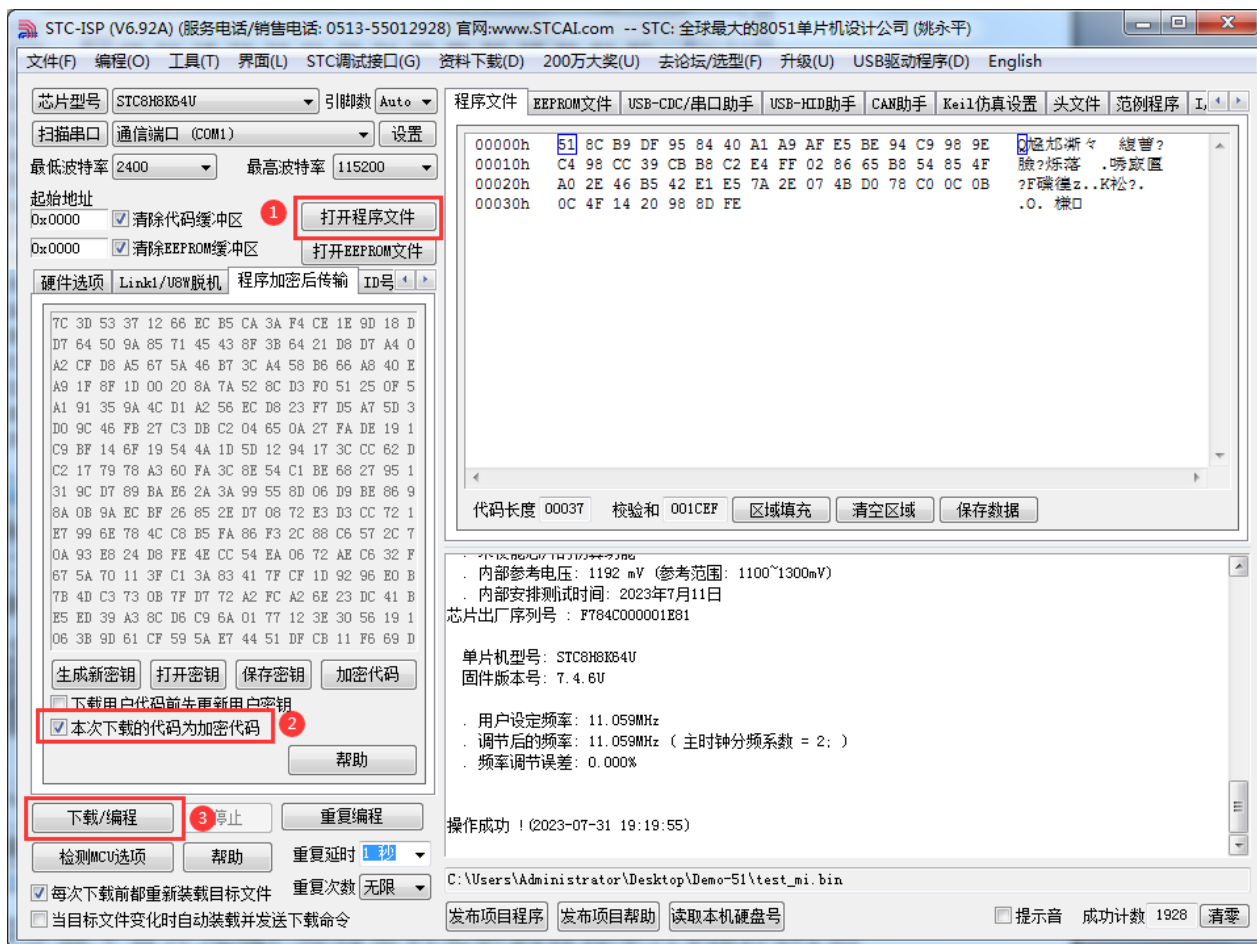 STC-ISP (V6.92A) (服务电话/销售电话: 0513-55012928) 官网:www.STCAI.com -- STC: 全球最大的8051单片机设计公司 (姚永平)
文件(F) 编程(O) 工具(T) 界面(L) STC调试接口(G) 资料下载(D) 200万大奖(U) 去论坛/选型(F) 升级(U) USB驱动程序(D) English
芯片型号 STC8H8K64U 引脚数 Auto
扫描串口 通信端口 (COM1) 设置
最低波特率 2400 最高波特率 115200
起始地址
0x0000 清除代码缓冲区 1 打开程序文件
0x0000 清除EEPROM缓冲区 打开EEPROM文件
硬件选项 Link1/U8W脱机 程序加密后传输 ID号
7C 3D 53 37 12 66 EC B5 CA 3A F4 CE 1E 9D 18 D
D7 64 50 9A 85 71 45 43 8F 3B 64 21 D8 D7 A4 0
A2 CF D8 A5 67 5A 46 B7 3C A4 58 B6 66 A8 40 E
A9 1F 8F 1D 00 20 8A 7A 52 8C D3 F0 51 25 0F 5
A1 91 35 9A 4C D1 A2 56 EC D8 23 F7 D5 A7 5D 3
D0 9C 46 FB 27 C3 DB C2 04 65 0A 27 FA DE 19 1
C9 BF 14 6F 19 54 4A 1D 5D 12 94 17 3C CC 62 D
C2 17 79 78 A3 60 FA 3C 8E 54 C1 BE 68 27 95 1
31 9C D7 89 BA E6 2A 3A 99 55 8D 06 D9 BE 86 9
8A 0B 9A EC BF 26 85 2E D7 08 72 E3 D3 CC 72 1
E7 99 6E 78 4C C8 B5 FA 86 F3 2C 88 C6 57 2C 7
0A 93 E8 24 D8 FE 4E CC 54 EA 06 72 AE C6 32 F
67 5A 70 11 3F C1 3A 83 41 7F CF 1D 92 96 E0 B
7B 4D C3 73 0B 7F D7 72 A2 FC A2 6E 23 DC 41 B
E5 ED 39 A3 8C D6 C9 6A 01 77 12 3E 30 56 19 1
06 3B 9D 61 CF 59 5A E7 44 51 DF CB 11 F6 69 D
生成新密钥 打开密钥 保存密钥 加密代码
下载用户代码前先更新用户密钥
本次下载的代码为加密代码 2
帮助
下载/编程 3 停止 重复编程
检测MCU选项 帮助 重复延时 1 秒
每次下载前都重新装载目标文件 重复次数 无限
当目标文件变化时自动装载并发送下载命令
程序文件 EEPROM文件 USB-CDC/串口助手 USB-HID助手 CAN助手 Keil仿真设置 头文件 范例程序 I/
00000h 51 8C B9 DF 95 84 40 A1 A9 AF E5 BE 94 C9 98 9E
00010h C4 98 CC 39 CB B8 C2 E4 FF 02 86 65 B8 54 85 4F
00020h A0 2E 46 B5 42 E1 E5 7A 2E 07 4B D0 78 C0 0C 0B
00030h 0C 4F 14 20 98 8D FE .O.
代码长度 00037 校验和 001CEF 区域填充 清空区域 保存数据
. 内部参考电压: 1192 mV (参考范围: 1100~1300mV)
. 内部安排测试时间: 2023年7月11日
芯片出厂序列号 : F784C000001E81
单片机型号: STC8H8K64U
固件版本号: 7.4.6U
. 用户设定频率: 11.059MHz
. 调节后的频率: 11.059MHz ( 主时钟分频系数 = 2; )
. 频率调节误差: 0.000%
操作成功 !(2023-07-31 19:19:55)
C:\Users\Administrator\Desktop\Demo-51\test_mi.bin
发布项目程序 发布项目帮助 读取本机硬盘号 提示音 成功计数 1928 清零